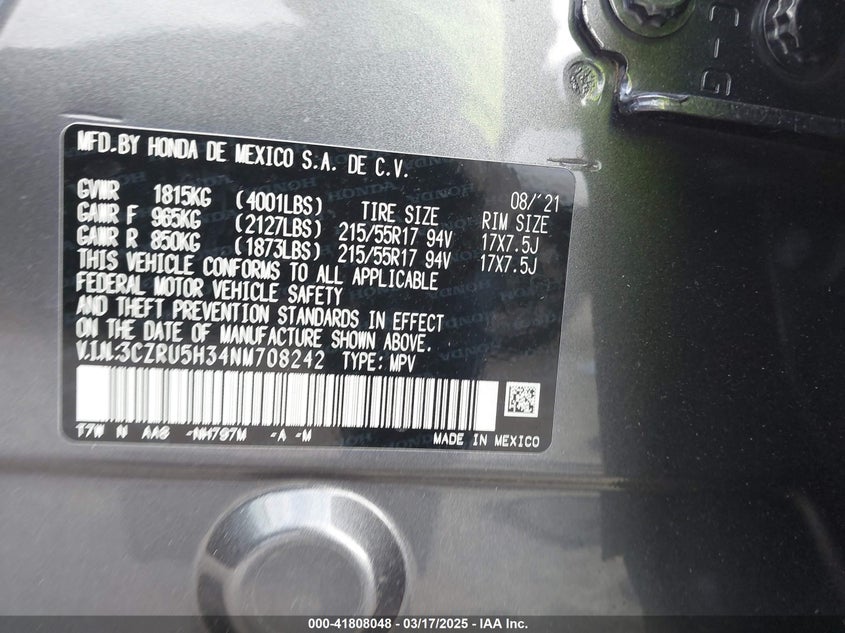 C-G
MFD.BY HONDA DE MEXICO S.A. DE C.V.
08/'21
GVWR 1815KG (4001LBS) TIRE SIZE RIM SIZE
GAWR F 965KG (2127LBS) 215/55R17 94V 17X7.5J
GAWR R 850KG (1873LBS) 215/55R17 94V 17X7.5J
THIS VEHICLE CONFORMS TO ALL APPLICABLE
FEDERAL MOTOR VEHICLE SAFETY
AND THEFT PREVENTION STANDARDS IN EFFECT
ON THE DATE OF MANUFACTURE SHOWN ABOVE.
V.I.N.:3CZRU5H34NM708242 TYPE: MPV
T7W N AA8 -NH797M -A -M
MADE IN MEXICO
000-41808048 - 03/17/2025 - IAA Inc.